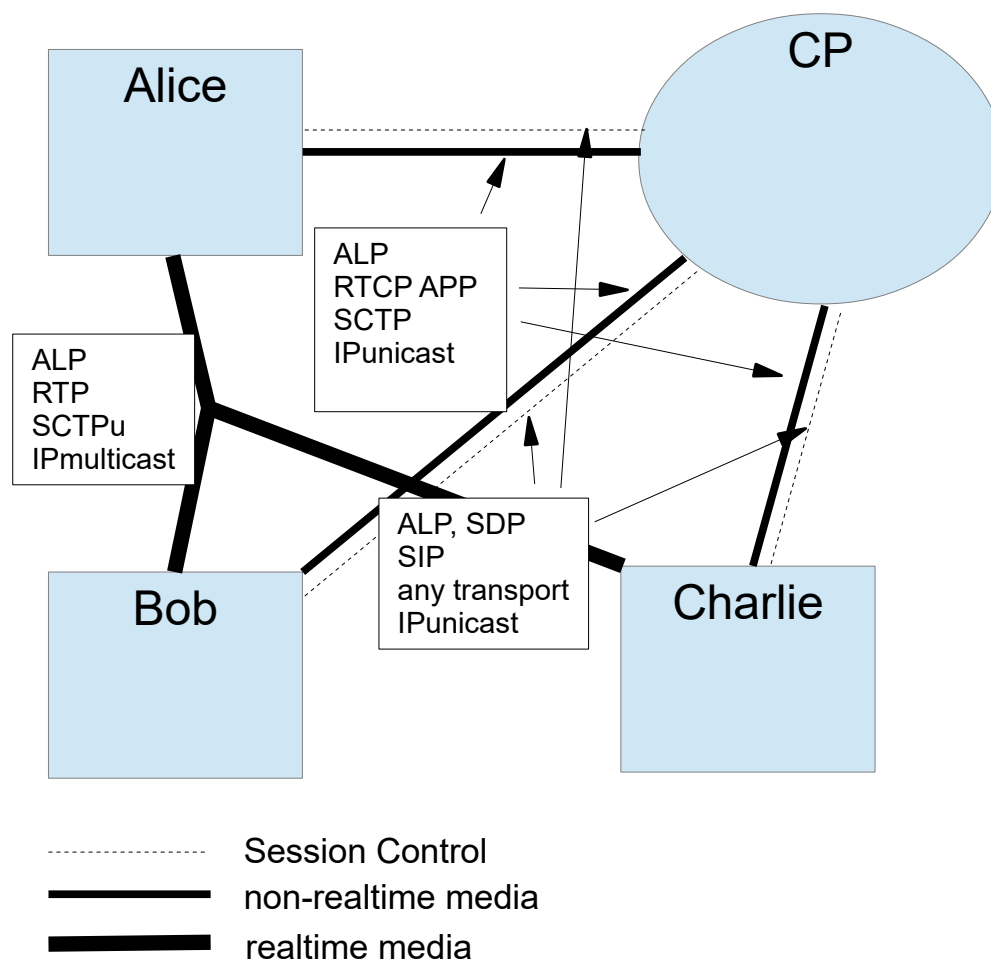 CP
Alice
ALP
RTCP APP
SCTP
IPunicast
ALP
RTP
SCTPu
IPmulticast
ALP, SDP
SIP
any transport
IPunicast
Bob
Charlie
Session Control
non-realtime media
realtime media